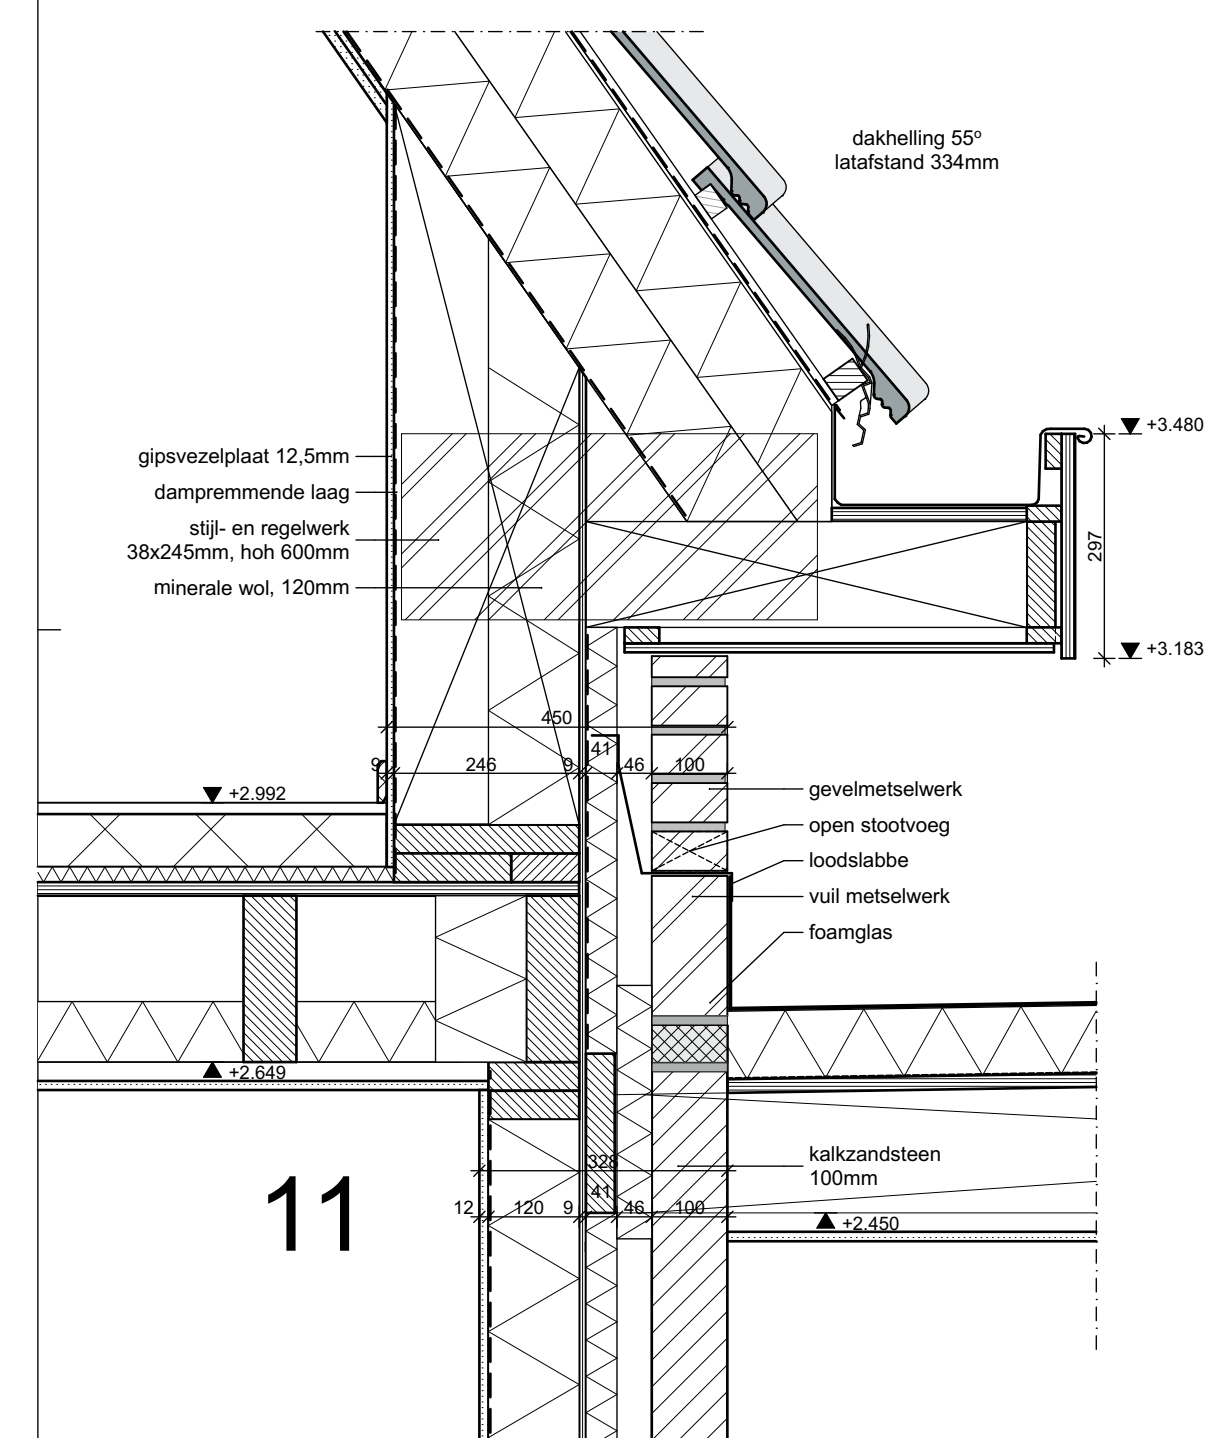 dakhelling 55°
latafstand 334mm
+3.480
gipsvezelplaat 12,5mm
dampremmende laag
stijl- en regelwerk
38x245mm, hoh 600mm
minerale wol, 120mm
297
+3.183
450
41
9 246 9 46 100
+2.992
gevelmetselwerk
open stootvoeg
loodslabbe
vuil metselwerk
foamglas
+2.649
11
328
kalkzandsteen
100mm
41
12 120 9 46 100
+2.450